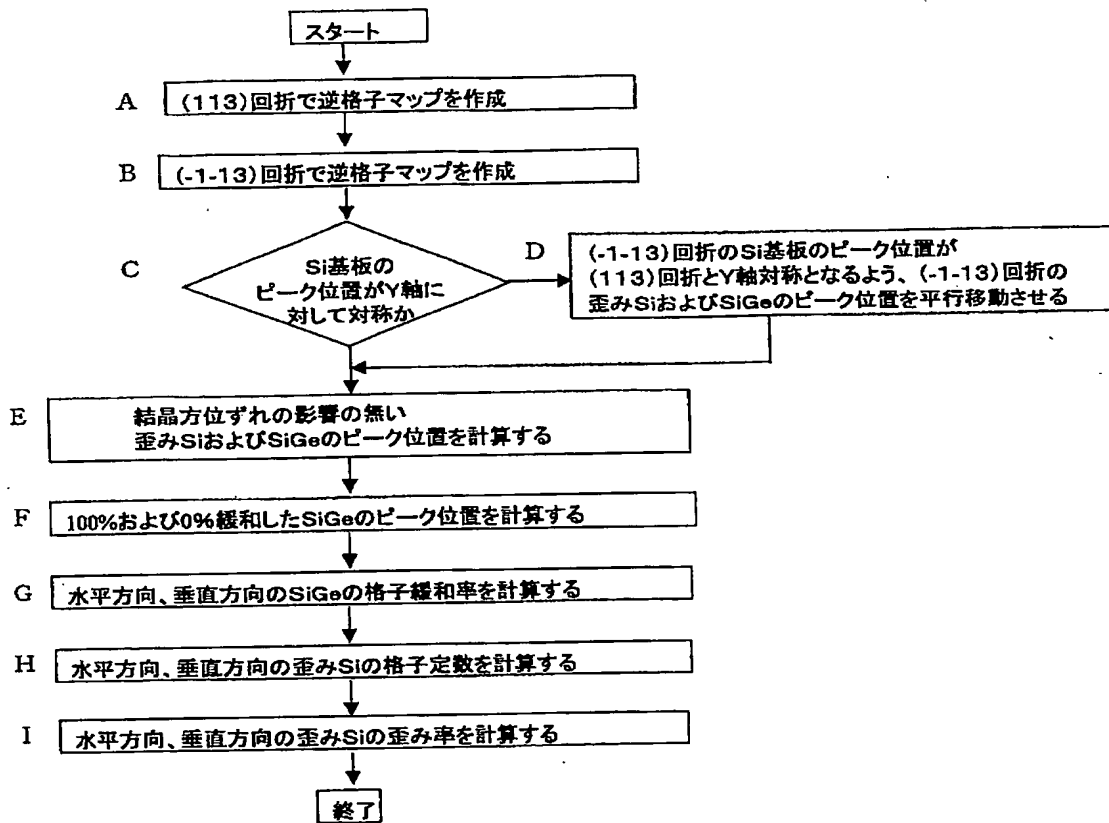 スタート
A
(113)回折で逆格子マップを作成
B
(-1-13)回折で逆格子マップを作成
C
Si基板の
ピーク位置がY軸に
対して対称か
D
(-1-13)回折のSi基板のピーク位置が
(113)回折とY軸対称となるよう、(-1-13)回折の
歪みSiおよびSiGeのピーク位置を平行移動させる
E
結晶方位ずれの影響の無い
歪みSiおよびSiGeのピーク位置を計算する
F
100%および0%緩和したSiGeのピーク位置を計算する
G
水平方向、垂直方向のSiGeの格子緩和率を計算する
H
水平方向、垂直方向の歪みSiの格子定数を計算する
I
水平方向、垂直方向の歪みSiの歪み率を計算する
終了